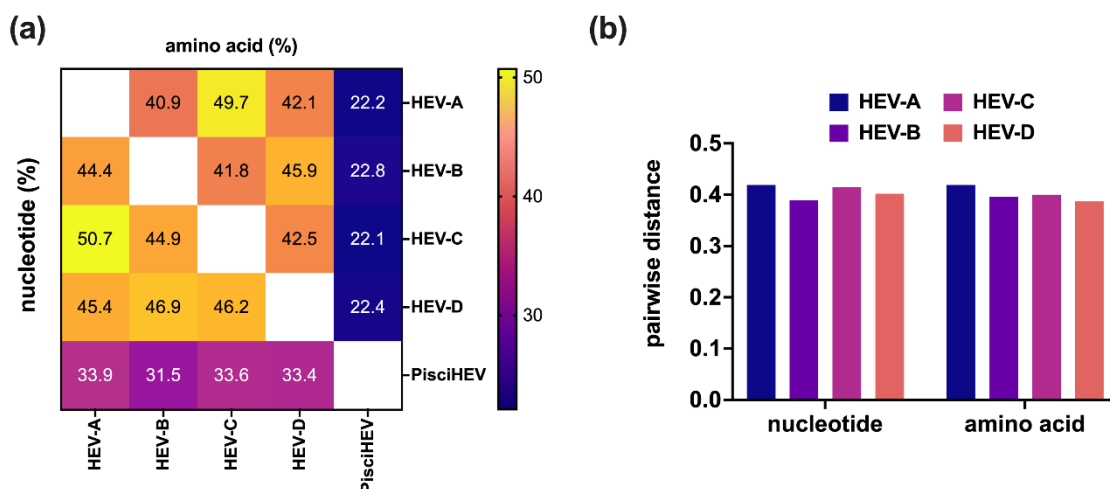 (a)
amino acid (%)
nucleotide (%)
40.9 49.7 42.1 22.2 HEV-A
44.4 41.8 45.9 22.8 HEV-B
50.7 44.9 42.5 22.1 HEV-C
45.4 46.9 46.2 22.4 HEV-D
33.9 31.5 33.6 33.4 PisciHEV
HEV-A HEV-B HEV-C HEV-D PisciHEV
50
40
30
(b)
HEV-A HEV-C
HEV-B HEV-D
pairwise distance
0.5
0.4
0.3
0.2
0.1
0.0
nucleotide amino acid